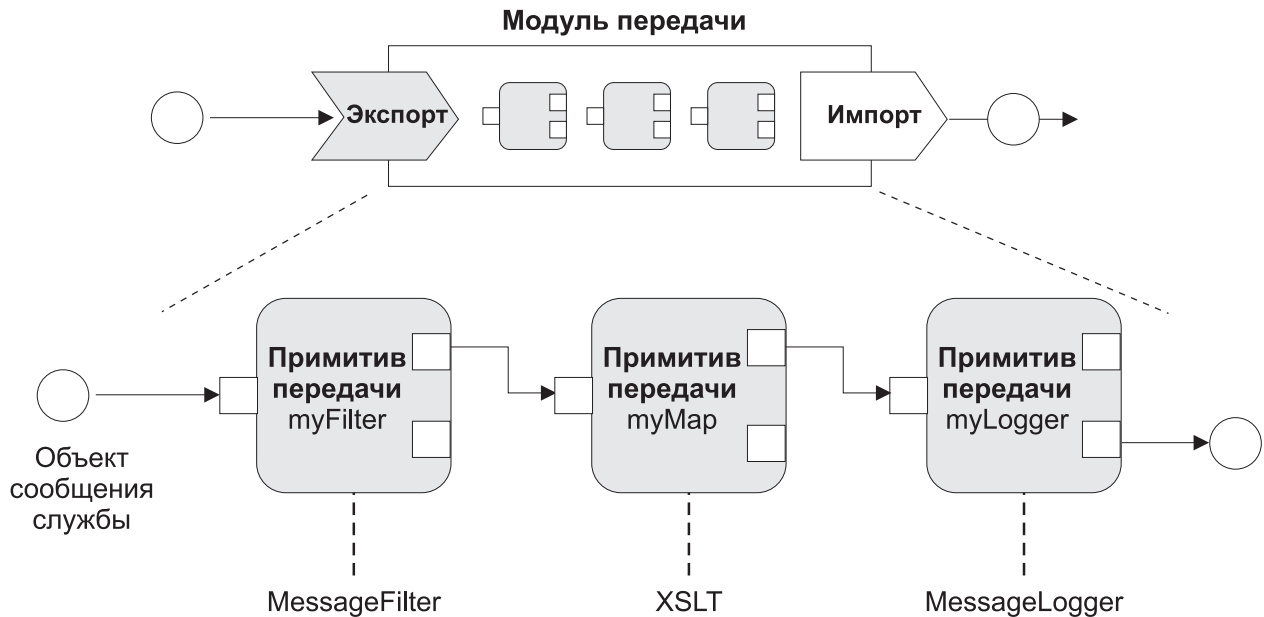 Модуль передачи
Экспорт
Импорт
Примитив
передачи
myFilter
Примитив
передачи
myMap
Примитив
передачи
myLogger
Объект
сообщения
службы
MessageFilter
XSLT
MessageLogger